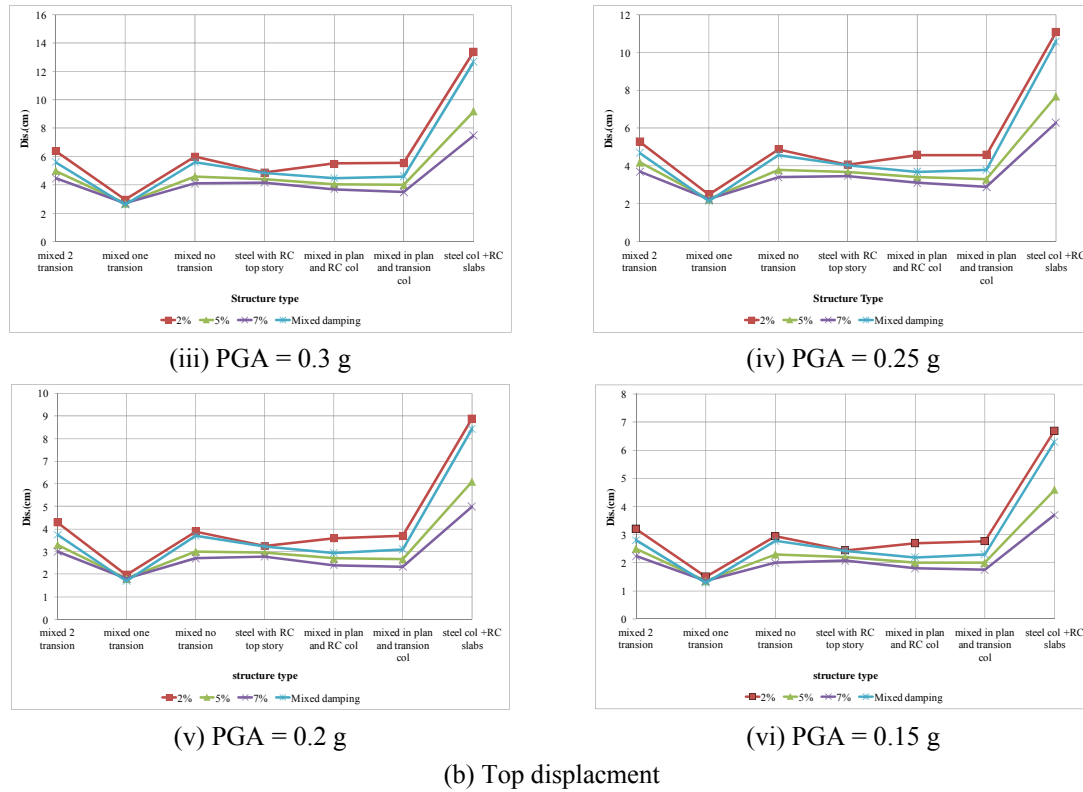 16
14
12
10
8
6
4
2
0
Dis.(cm)
mixed 2
transion
mixed one
transion
mixed no
transion
steel with RC
top story
mixed in plan
and RC col
mixed in plan
and transion
col
steel col +RC
slabs
Structure type
2% 5% 7% Mixed damping
(iii) PGA = 0.3 g
12
10
8
6
4
2
0
Dis.(cm)
mixed 2
transion
mixed one
transion
mixed no
transion
steel with RC
top story
mixed in plan
and RC col
mixed in plan
and transion
col
steel col +RC
slabs
Structure Type
2% 5% 7% Mixed damping
(iv) PGA = 0.25 g
10
9
8
7
6
5
4
3
2
1
0
Dis.(cm)
mixed 2
transion
mixed one
transion
mixed no
transion
steel with RC
top story
mixed in plan
and RC col
mixed in plan
and transion
col
steel col +RC
slabs
structure type
2% 5% 7% Mixed damping
(v) PGA = 0.2 g
8
7
6
5
4
3
2
1
0
Dis.(cm)
mixed 2
transion
mixed one
transion
mixed no
transion
steel with RC
top story
mixed in plan
and RC col
mixed in plan
and transion
col
steel col +RC
slabs
structure type
2% 5% 7% Mixed damping
(vi) PGA = 0.15 g
(b) Top displacment